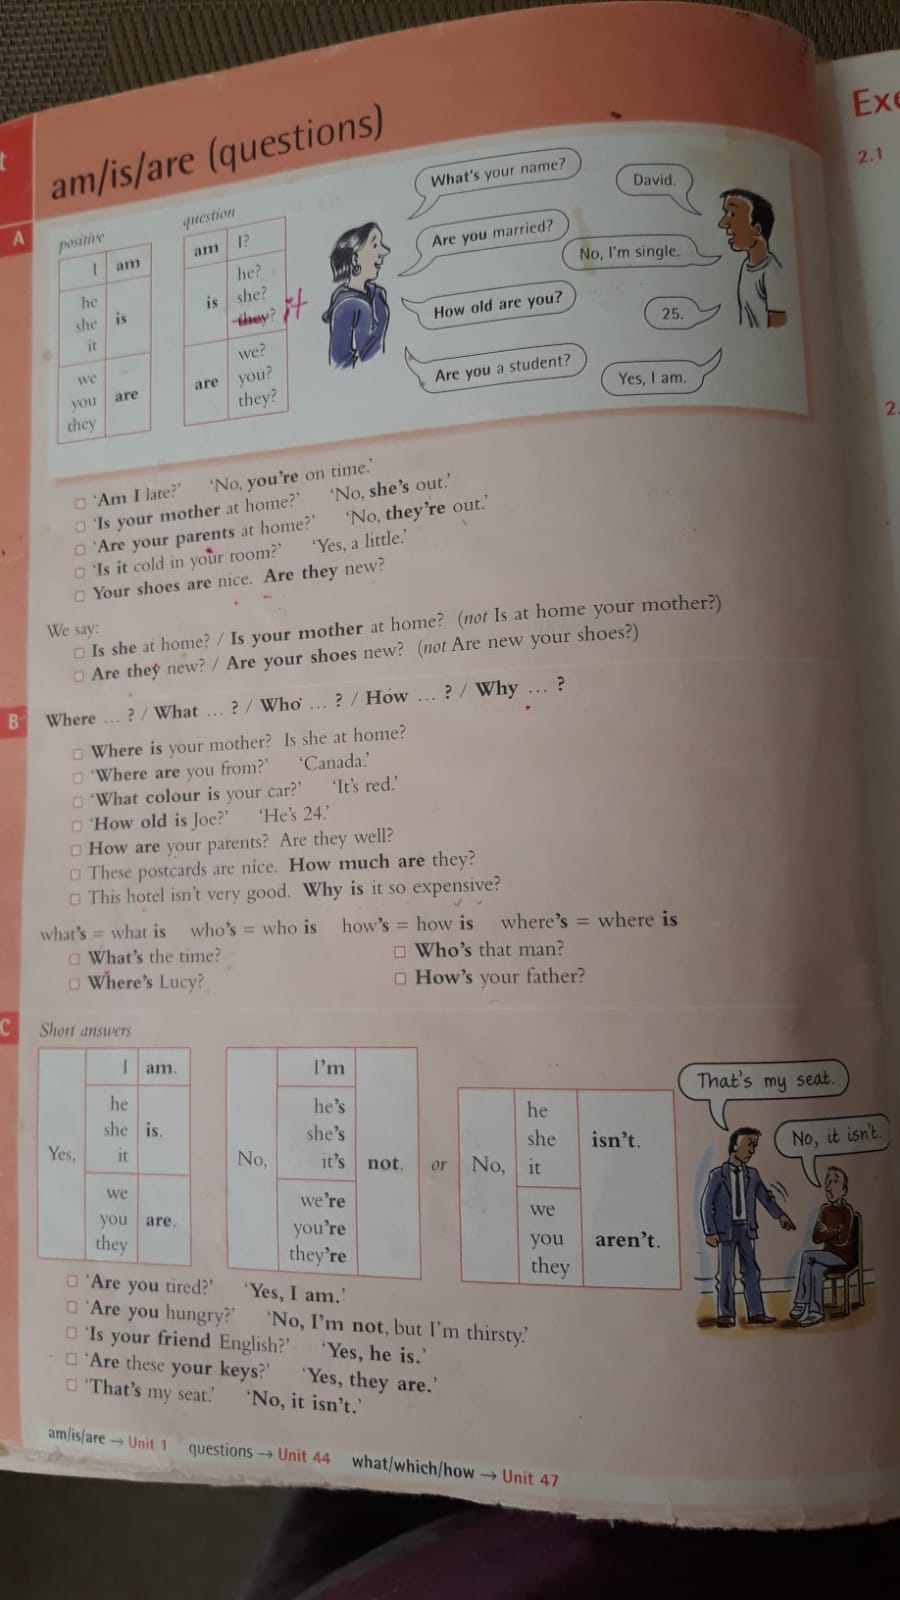 t
am/is/are (questions)
A
positive
I am
he
she is
it
we
you are
they
question
am I?
he?
is she?
they? it
we?
are you?
they?
What's your name?
David.
Are you married?
No, I'm single.
How old are you?
25.
Are you a student?
Yes, I am.
‘Am I late?’ ‘No, you're on time.’
‘Is your mother at home?’ ‘No, she's out.’
‘Are your parents at home?’ ‘No, they're out.’
‘Is it cold in your room?’ ‘Yes, a little.’
Your shoes are nice. Are they new?
We say:
Is she at home? / Is your mother at home? (not Is at home your mother?)
Are they new? / Are your shoes new? (not Are new your shoes?)
B
Where … ? / What … ? / Who … ? / How … ? / Why … ?
Where is your mother? Is she at home?
‘Where are you from?’ ‘Canada.’
‘What colour is your car?’ ‘It's red.’
‘How old is Joe?’ ‘He's 24.’
How are your parents? Are they well?
These postcards are nice. How much are they?
This hotel isn't very good. Why is it so expensive?
what's = what is who's = who is how's = how is where's = where is
What's the time? Who's that man?
Where's Lucy? How's your father?
C
Short answers
I am.
he
she is.
Yes, it
we
you are.
they
I'm
he's
she's
No, it's not.
we're
you're
they're
or
he
she isn't.
No, it
we
you aren't.
they
That's my seat.
No, it isn't.
‘Are you tired?’ ‘Yes, I am.’
‘Are you hungry?’ ‘No, I'm not, but I'm thirsty.’
‘Is your friend English?’ ‘Yes, he is.’
‘Are these your keys?’ ‘Yes, they are.’
‘That's my seat.’ ‘No, it isn't.’
am/is/are → Unit 1 questions → Unit 44 what/which/how → Unit 47
Exe
2.1
2.